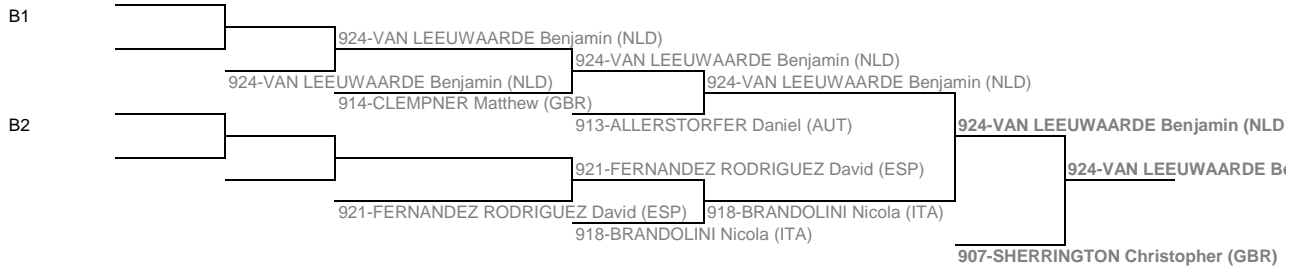 B1
924-VAN LEEUWAARDE Benjamin (NLD)
924-VAN LEEUWAARDE Benjamin (NLD)
924-VAN LEEUWAARDE Benjamin (NLD)
924-VAN LEEUWAARDE Benjamin (NLD)
914-CLEMPNER Matthew (GBR)
B2
913-ALLERSTORFER Daniel (AUT)
924-VAN LEEUWAARDE Benjamin (NLD
921-FERNANDEZ RODRIGUEZ David (ESP)
924-VAN LEEUWAARDE Be
921-FERNANDEZ RODRIGUEZ David (ESP)
918-BRANDOLINI Nicola (ITA)
918-BRANDOLINI Nicola (ITA)
907-SHERRINGTON Christopher (GBR)